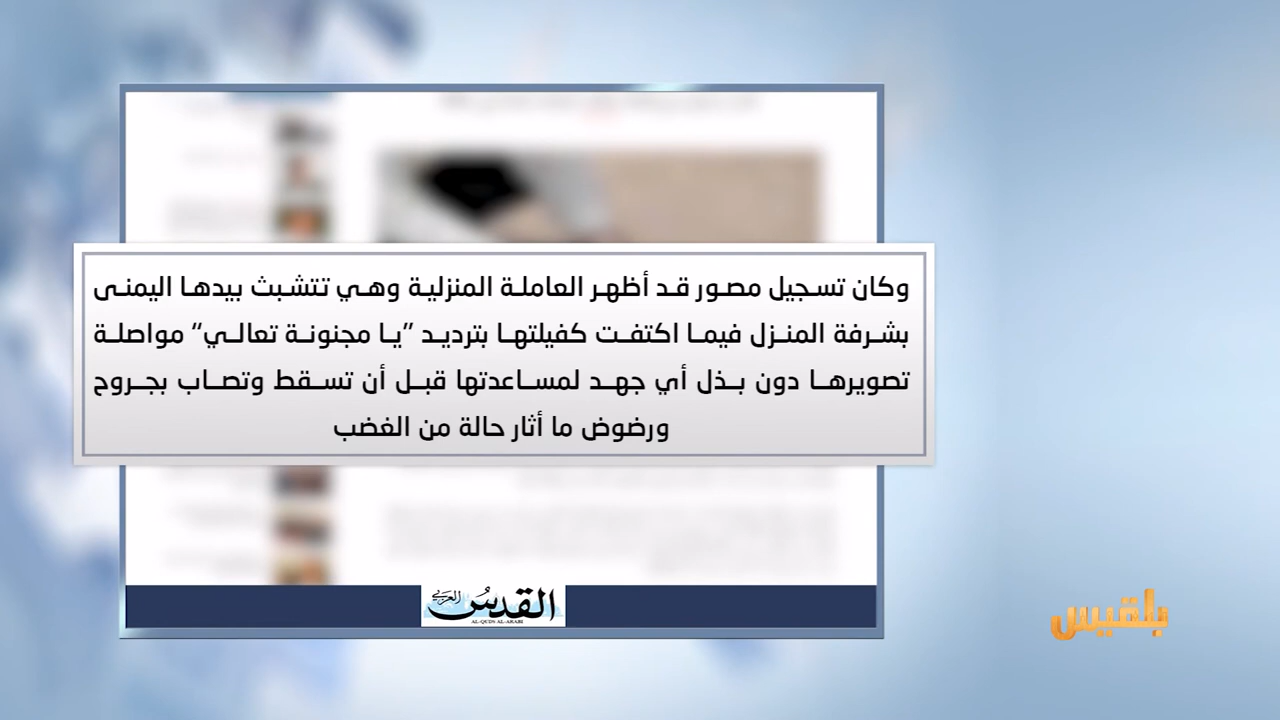 وكان تسجيل مصور قد أظهر العاملة المنزلية وهي تتشبث بيدها اليمنى
بشرفة المنزل فيما اكتفت كفيلتها بترديد "يا مجنونة تعالي" مواصلة
تصويرها دون بذل أي جهد لمساعدتها قبل أن تسقط وتصاب بجروح
ورضوض ما أثار حالة من الغضب
القدس العربي
AL-QUDS AL-ARABI
بلقيس